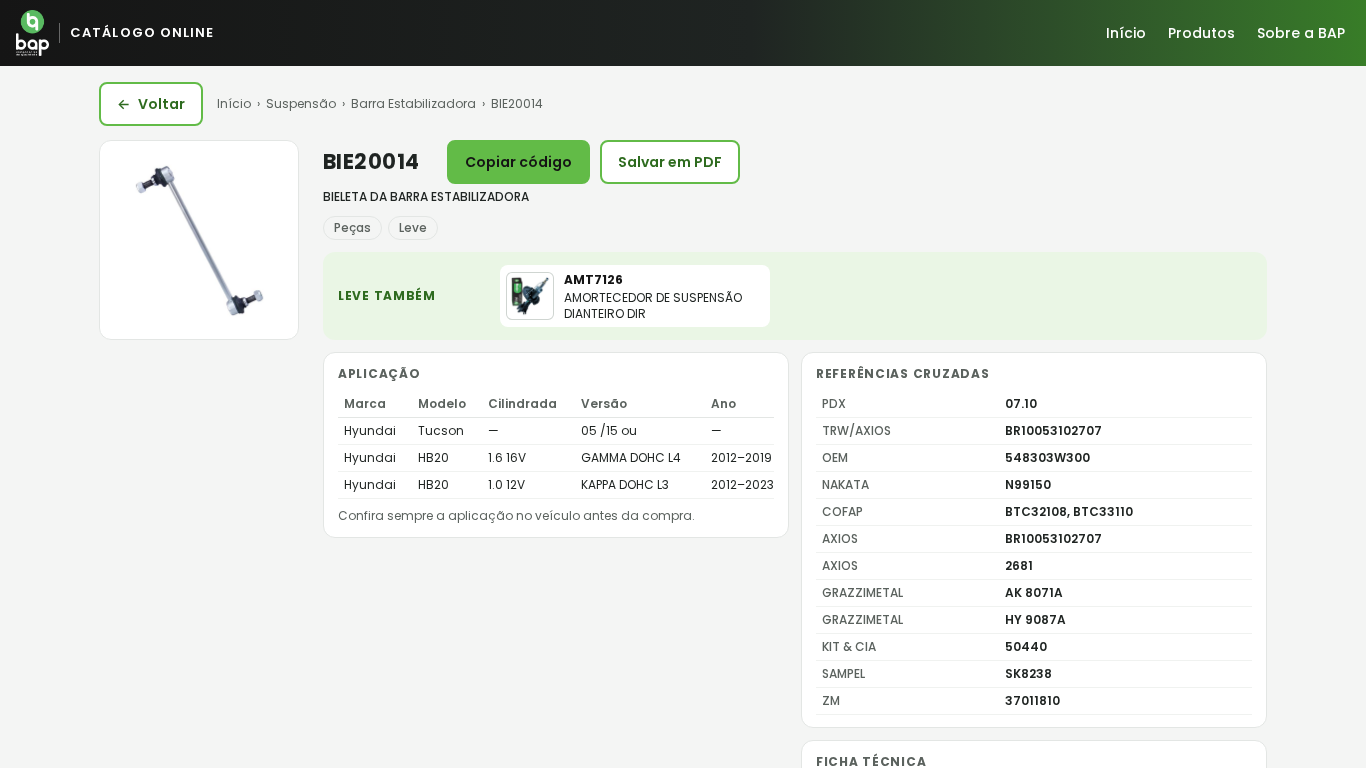 bap
CATÁLOGO ONLINE
Início
Produtos
Sobre a BAP
← Voltar
Início › Suspensão › Barra Estabilizadora › BIE20014
BIE20014
Copiar código
Salvar em PDF
BIELETA DA BARRA ESTABILIZADORA
Peças
Leve
LEVE TAMBÉM
AMT7126
AMORTECEDOR DE SUSPENSÃO
DIANTEIRO DIR
APLICAÇÃO
Marca Modelo Cilindrada Versão Ano
Hyundai Tucson — 05 /15 ou —
Hyundai HB20 1.6 16V GAMMA DOHC L4 2012–2019
Hyundai HB20 1.0 12V KAPPA DOHC L3 2012–2023
Confira sempre a aplicação no veículo antes da compra.
REFERÊNCIAS CRUZADAS
PDX 07.10
TRW/AXIOS BR10053102707
OEM 548303W300
NAKATA N99150
COFAP BTC32108, BTC33110
AXIOS BR10053102707
AXIOS 2681
GRAZZIMETAL AK 8071A
GRAZZIMETAL HY 9087A
KIT & CIA 50440
SAMPEL SK8238
ZM 37011810
FICHA TÉCNICA